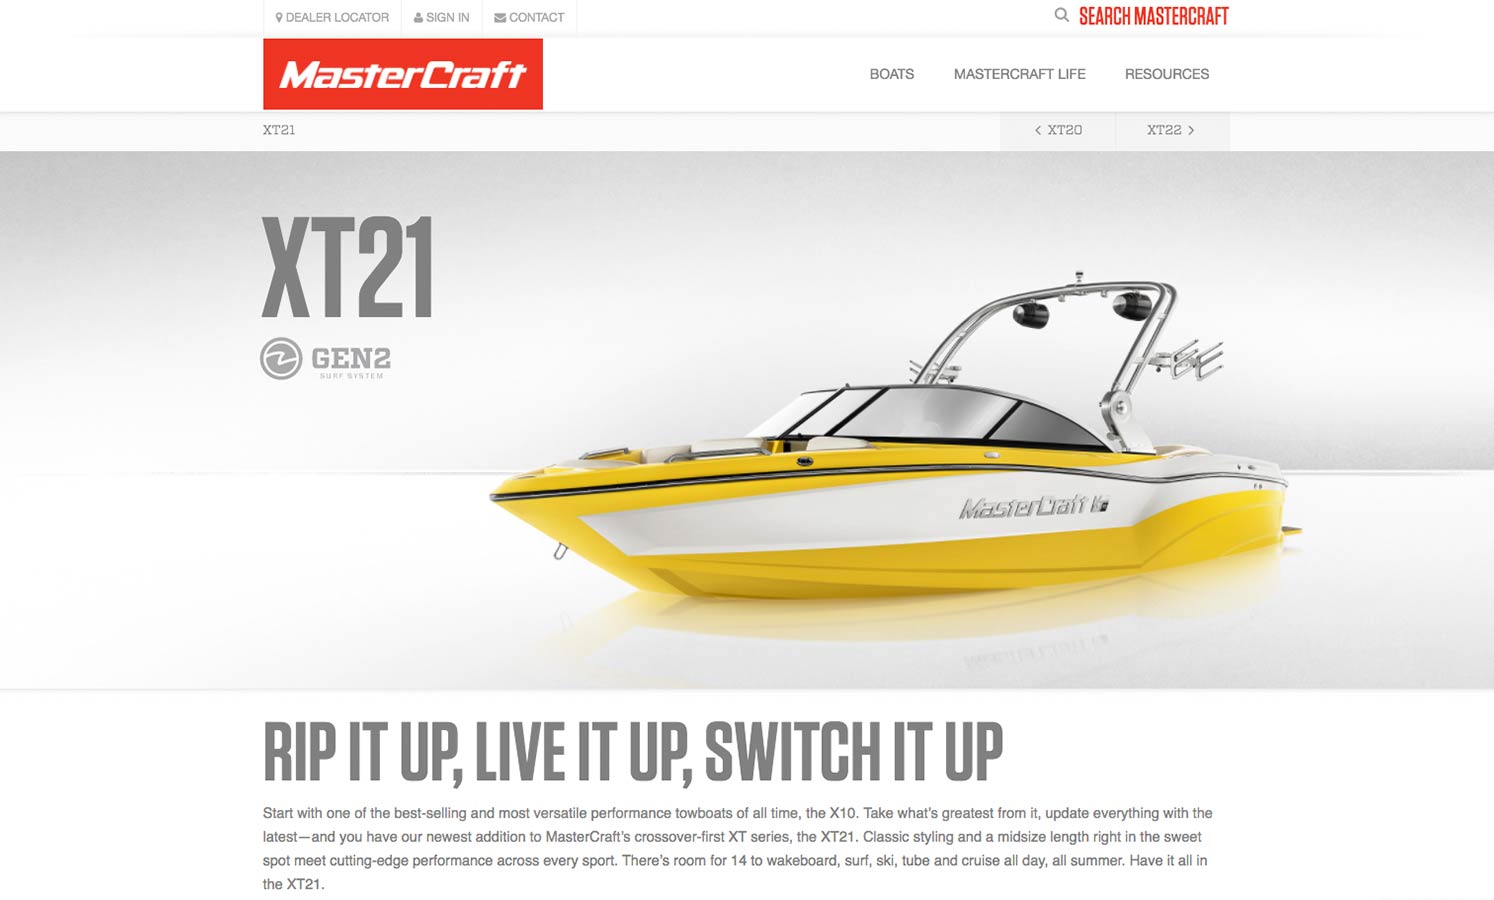 DEALER LOCATOR
SIGN IN
CONTACT
SEARCH MASTERCRAFT
MasterCraft
BOATS
MASTERCRAFT LIFE
RESOURCES
XT21
< XT20
XT22 >
XT21
GEN2
SURF SYSTEM
MasterCraft
RIP IT UP, LIVE IT UP, SWITCH IT UP
Start with one of the best-selling and most versatile performance towboats of all time, the X10. Take what's greatest from it, update everything with the
latest—and you have our newest addition to MasterCraft's crossover-first XT series, the XT21. Classic styling and a midsize length right in the sweet
spot meet cutting-edge performance across every sport. There's room for 14 to wakeboard, surf, ski, tube and cruise all day, all summer. Have it all in
the XT21.